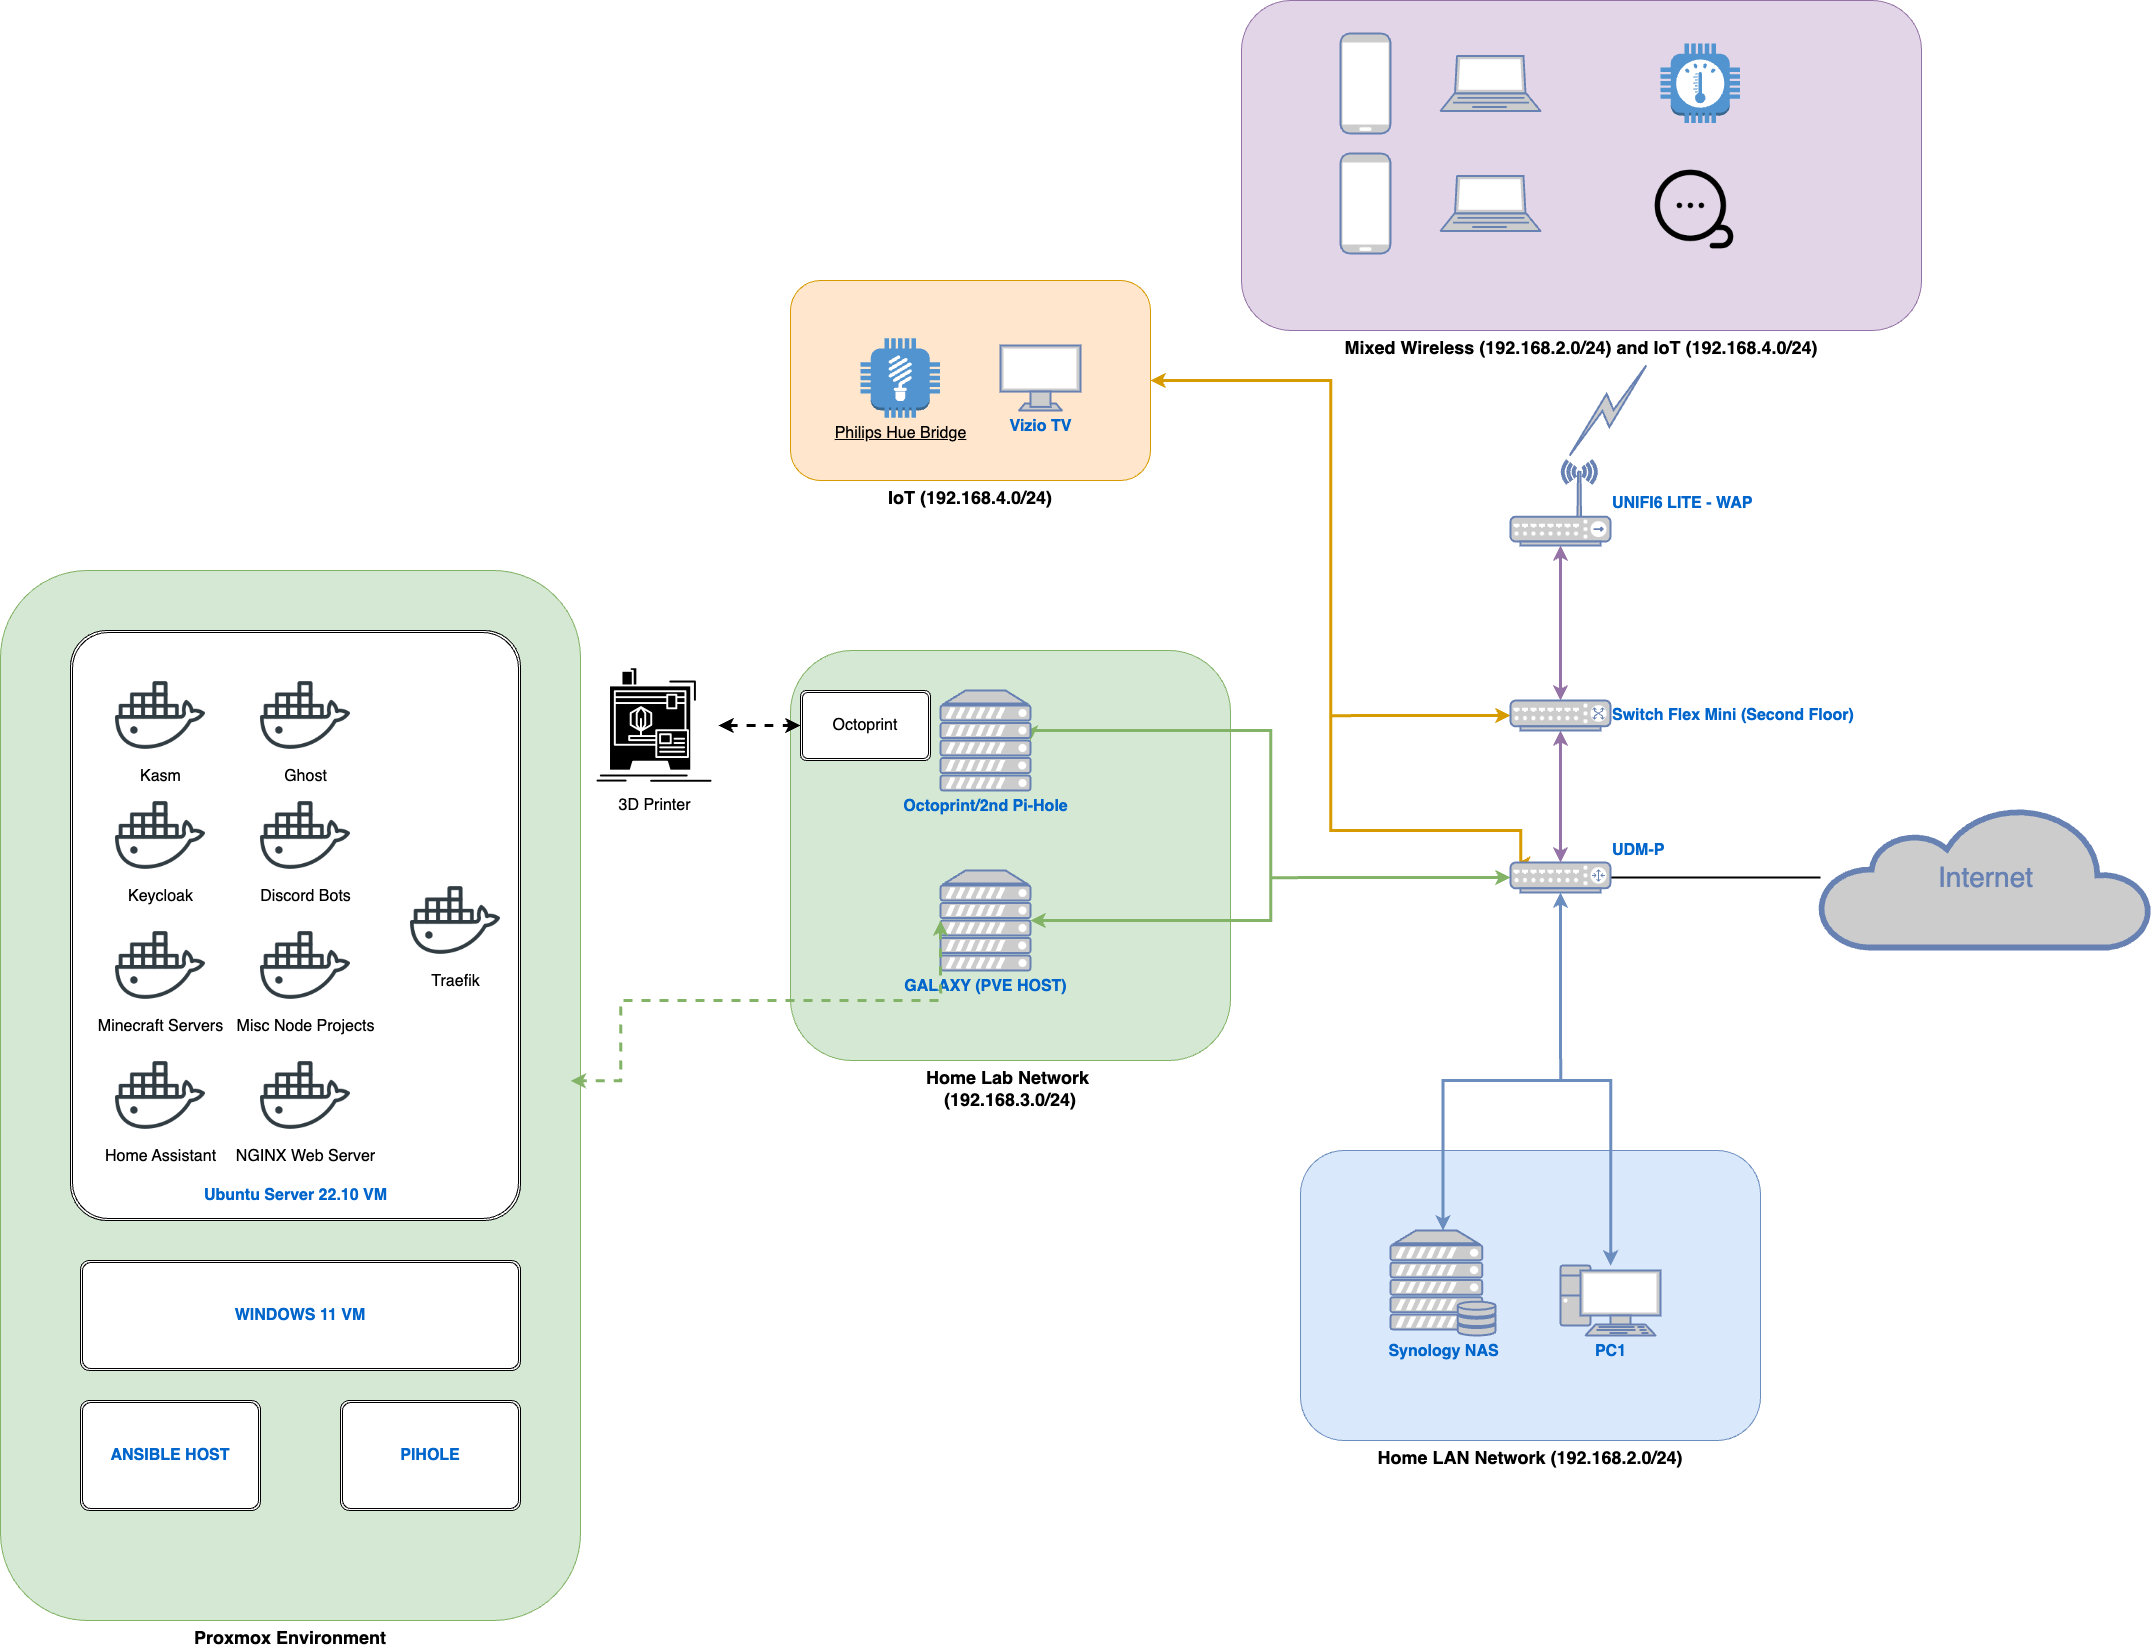 Mixed Wireless (192.168.2.0/24) and IoT (192.168.4.0/24)
Philips Hue Bridge
Vizio TV
IoT (192.168.4.0/24)
UNIFI6 LITE - WAP
Switch Flex Mini (Second Floor)
UDM-P
Internet
Octoprint
3D Printer
Octoprint/2nd Pi-Hole
GALAXY (PVE HOST)
Home Lab Network
(192.168.3.0/24)
Kasm
Ghost
Keycloak
Discord Bots
Traefik
Minecraft Servers
Misc Node Projects
Home Assistant
NGINX Web Server
Ubuntu Server 22.10 VM
WINDOWS 11 VM
ANSIBLE HOST
PIHOLE
Proxmox Environment
Synology NAS
PC1
Home LAN Network (192.168.2.0/24)